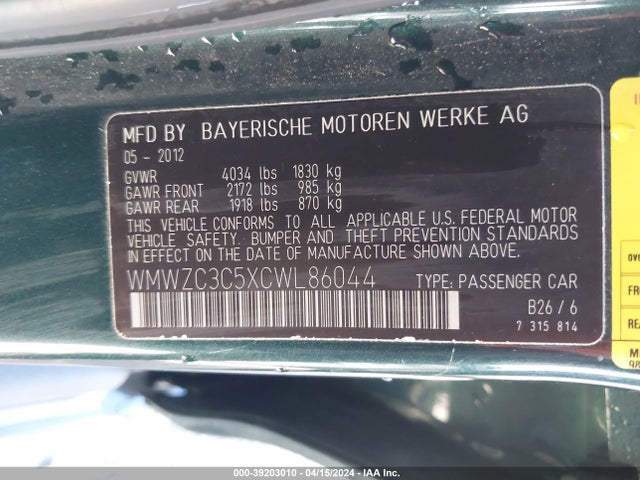 MFD BY BAYERISCHE MOTOREN WERKE AG
05 - 2012
GVWR 4034 lbs 1830 kg
GAWR FRONT 2172 lbs 985 kg
GAWR REAR 1918 lbs 870 kg
THIS VEHICLE CONFORMS TO ALL APPLICABLE U.S. FEDERAL MOTOR
VEHICLE SAFETY, BUMPER AND THEFT PREVENTION STANDARDS
IN EFFECT ON THE DATE OF MANUFACTURE SHOWN ABOVE.
WMWZC3C5XCWL86044 TYPE: PASSENGER CAR
B26 / 6
7 315 814
000-39203010 - 04/15/2024 - IAA Inc.